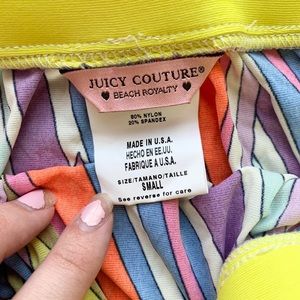 JUICY COUTURE®
♥ BEACH ROYALTY ♥
80% NYLON
20% SPANDEX
MADE IN U.S.A.
HECHO EN EE.UU.
FABRIQUE A U.S.A.
SIZE/TAMANO/TAILLE
SMALL
See reverse for care